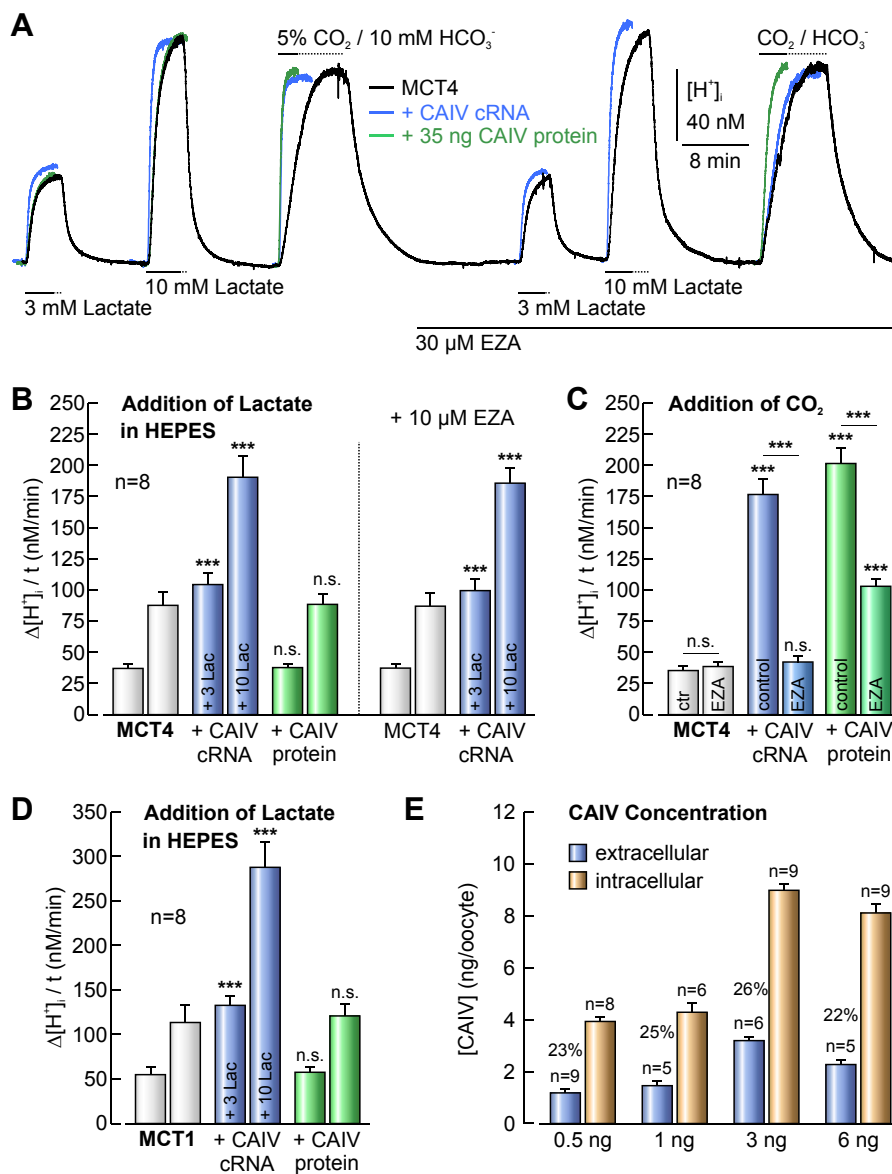 A
5% CO₂ / 10 mM HCO₃⁻
CO₂ / HCO₃⁻
MCT4
+ CAIV cRNA
+ 35 ng CAIV protein
[H⁺]ᵢ
40 nM
8 min
3 mM Lactate
10 mM Lactate
3 mM Lactate
10 mM Lactate
30 µM EZA
B
Addition of Lactate
in HEPES
+ 10 µM EZA
n=8
Δ[H⁺]ᵢ / t (nM/min)
250
225
200
175
150
125
100
75
50
25
0
***
***
n.s.
n.s.
***
***
+ 3 Lac
+ 10 Lac
+ 3 Lac
+ 10 Lac
MCT4
+ CAIV
cRNA
+ CAIV
protein
MCT4
+ CAIV
cRNA
C
Addition of CO₂
n=8
Δ[H⁺]ᵢ / t (nM/min)
250
225
200
175
150
125
100
75
50
25
0
n.s.
***
***
n.s.
***
***
***
ctr
EZA
control
EZA
control
EZA
MCT4
+ CAIV
cRNA
+ CAIV
protein
D
Addition of Lactate
in HEPES
n=8
Δ[H⁺]ᵢ / t (nM/min)
350
300
250
200
150
100
50
0
***
***
n.s.
n.s.
+ 3 Lac
+ 10 Lac
MCT1
+ CAIV
cRNA
+ CAIV
protein
E
CAIV Concentration
extracellular
intracellular
[CAIV] (ng/oocyte)
12
10
8
6
4
2
0
23%
n=9
n=8
25%
n=5
n=6
26%
n=6
n=9
22%
n=5
n=9
0.5 ng
1 ng
3 ng
6 ng